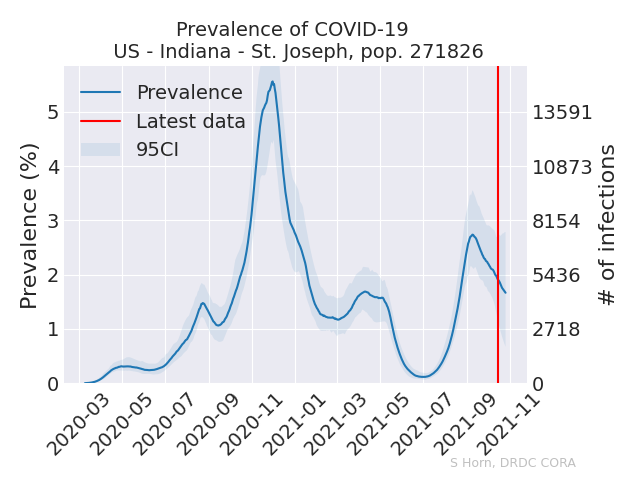 Prevalence of COVID-19
US - Indiana - St. Joseph, pop. 271826
Prevalence
Latest data
95CI
Prevalence (%)
5
4
3
2
1
0
13591
10873
8154
5436
2718
0
# of infections
2020-03
2020-05
2020-07
2020-09
2020-11
2021-01
2021-03
2021-05
2021-07
2021-09
2021-11
S Horn, DRDC CORA